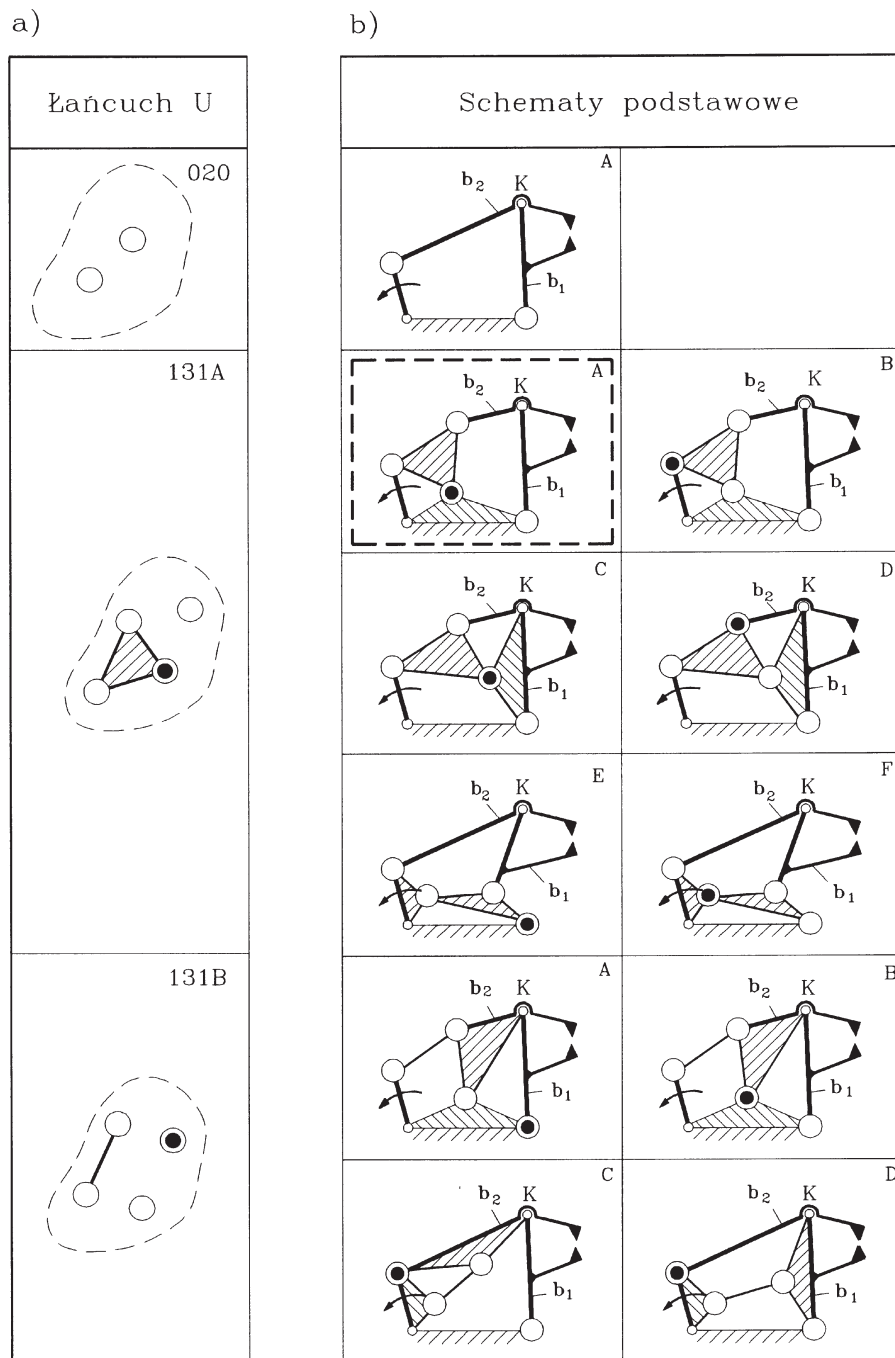 a)
b)
Łańcuch U
Schematy podstawowe
020
A
b₂
K
b₁
131A
A
b₂
K
b₁
B
b₂
K
b₁
C
b₂
K
b₁
D
b₂
K
b₁
E
b₂
K
b₁
F
b₂
K
b₁
131B
A
b₂
K
b₁
B
b₂
K
b₁
C
b₂
K
b₁
D
b₂
K
b₁